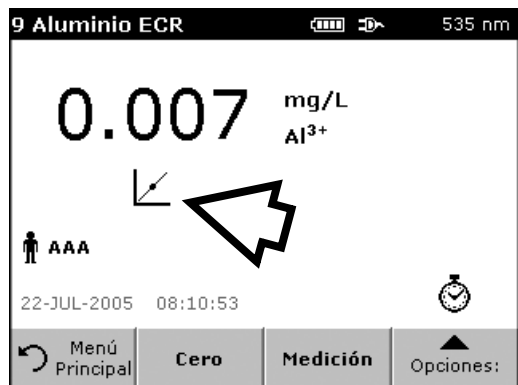 9 Aluminio ECR 535 nm
0.007 mg/L
Al³⁺
AAA
22-JUL-2005 08:10:53
Menú Principal
Cero
Medición
Opciones: